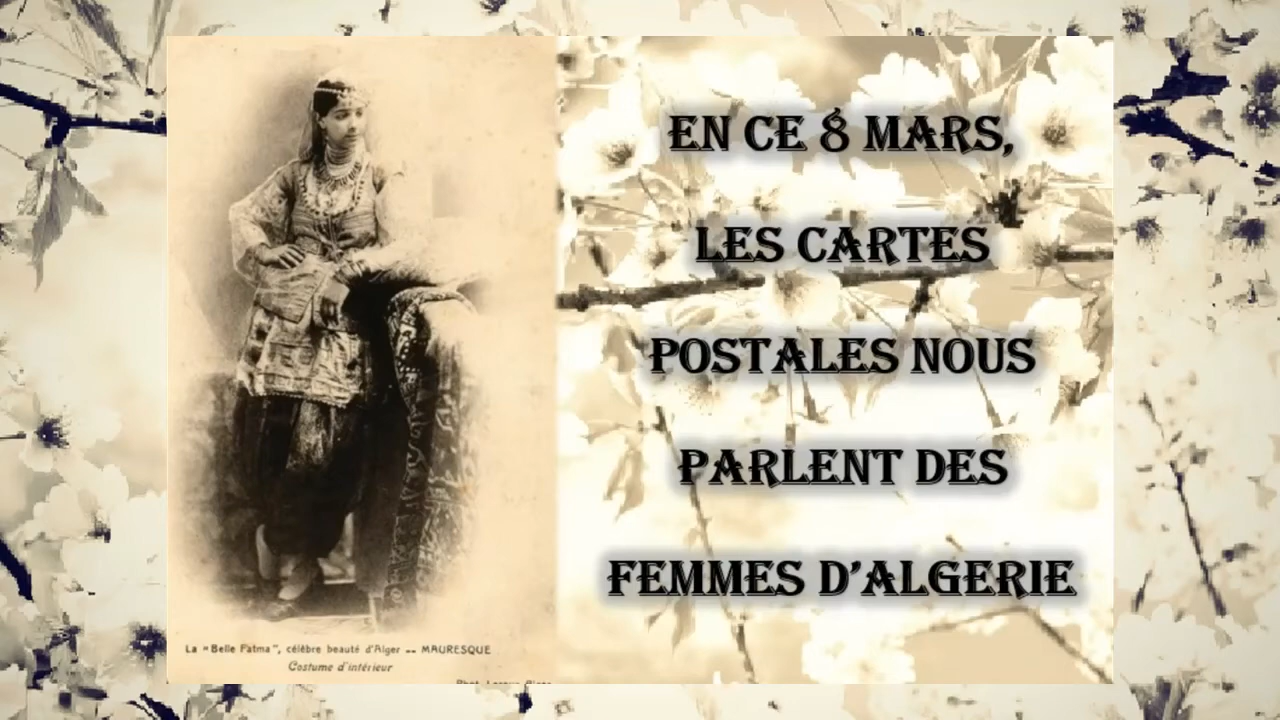 EN CE 8 MARS,
LES CARTES
POSTALES NOUS
PARLENT DES
FEMMES D'ALGERIE
La "Belle Fatma", célèbre beauté d'Alger -- MAURESQUE
Costume d'intérieur